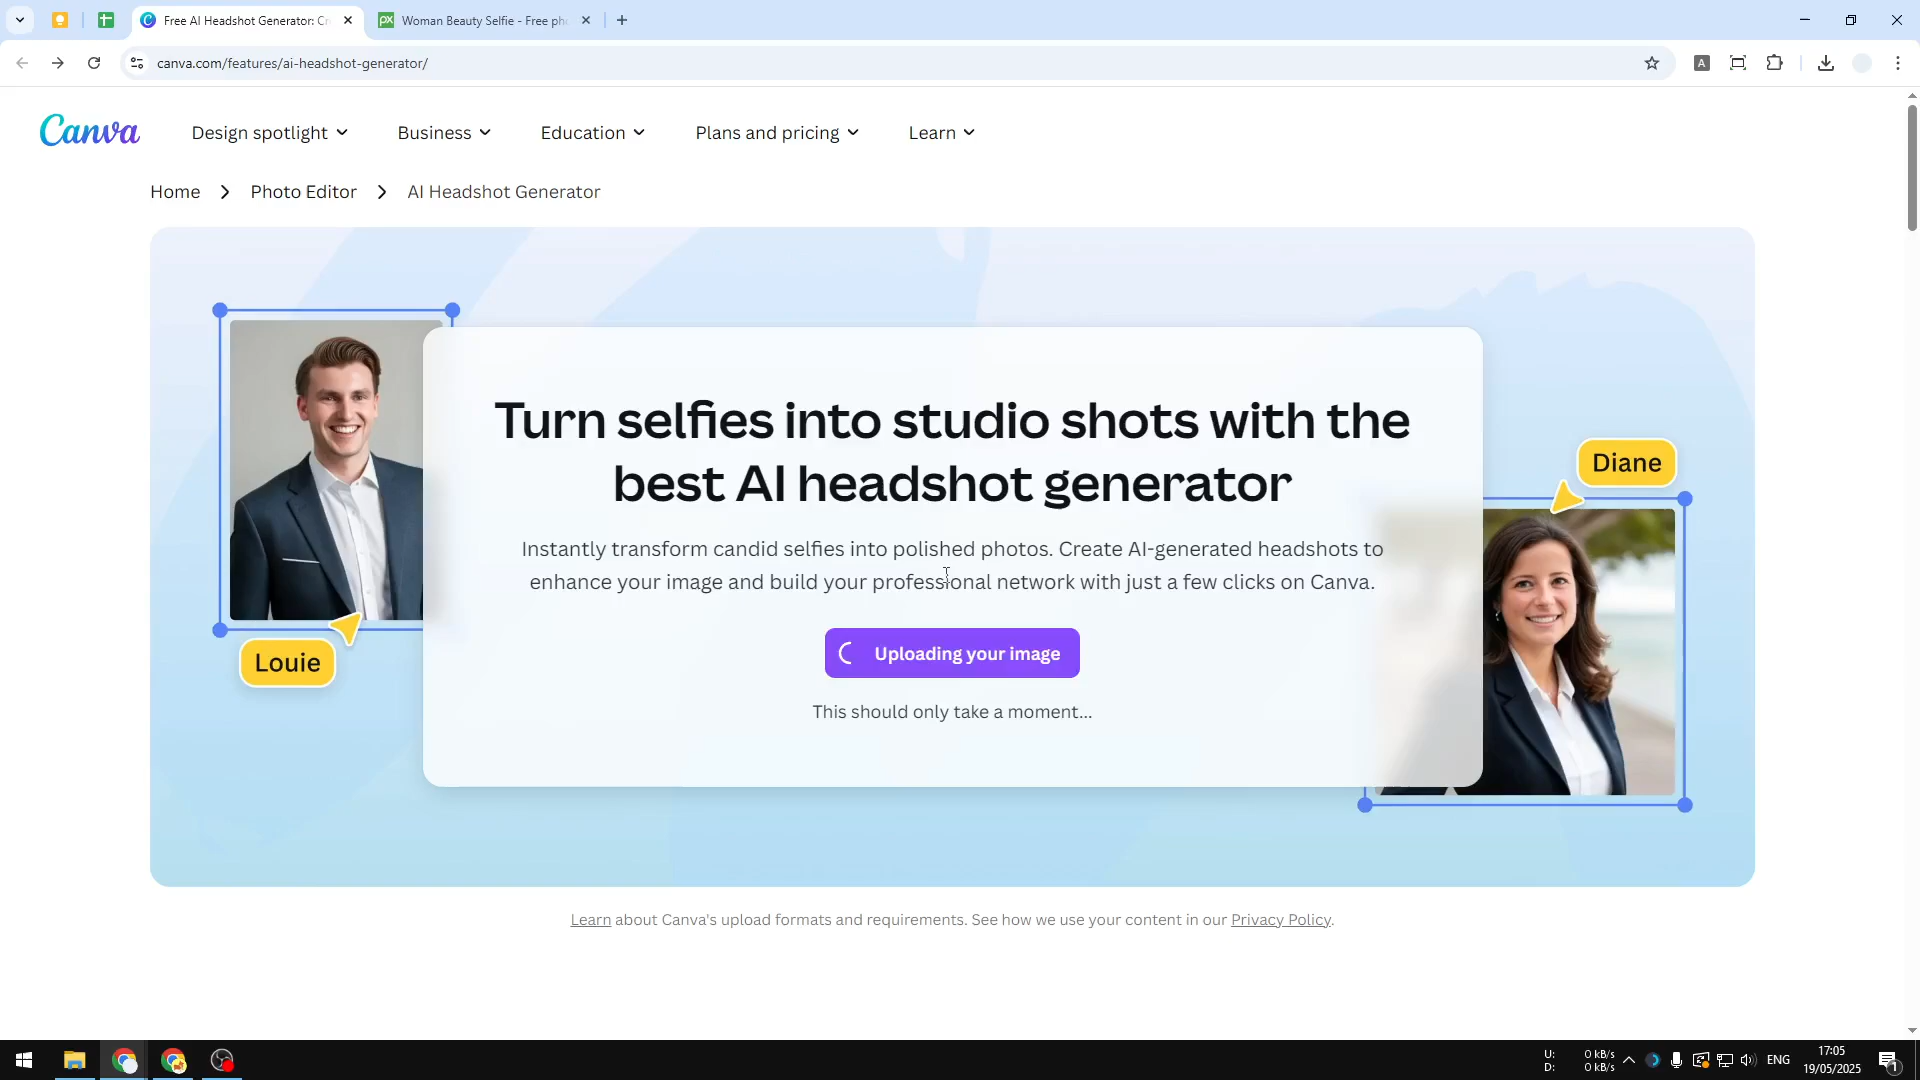 Free AI Headshot Generator: Cr
Woman Beauty Selfie - Free pho
canva.com/features/ai-headshot-generator/
Canva
Design spotlight
Business
Education
Plans and pricing
Learn
Home
Photo Editor
AI Headshot Generator
Turn selfies into studio shots with the
best AI headshot generator
Instantly transform candid selfies into polished photos. Create AI-generated headshots to
enhance your image and build your professional network with just a few clicks on Canva.
Uploading your image
This should only take a moment...
Louie
Diane
Learn about Canva's upload formats and requirements. See how we use your content in our Privacy Policy.
U: 0 kB/s
D: 0 kB/s
ENG
17:05
19/05/2025
1